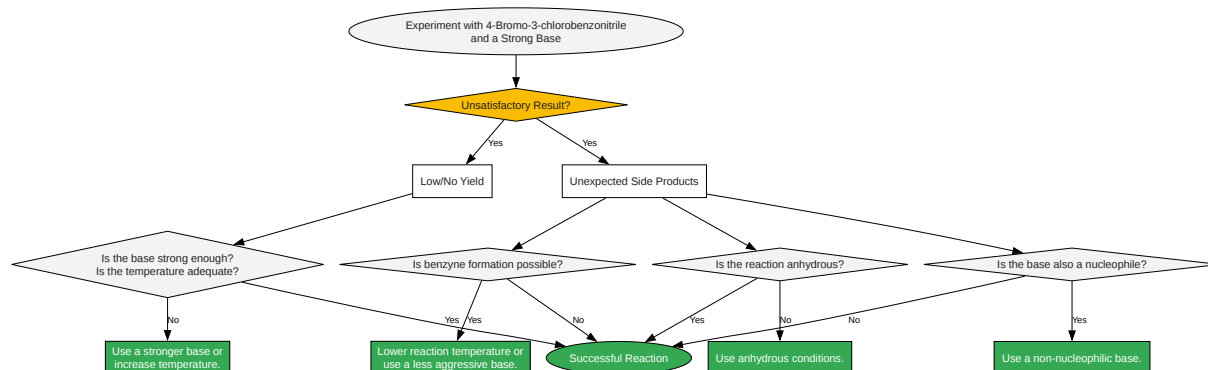 Experiment with 4-Bromo-3-chlorobenzonitrile
and a Strong Base
Unsatisfactory Result?
Yes
Yes
Low/No Yield
Unexpected Side Products
Is the base strong enough?
Is the temperature adequate?
Is benzyne formation possible?
Is the reaction anhydrous?
Is the base also a nucleophile?
No
Yes
Yes
No
Yes
No
No
Yes
Use a stronger base or
increase temperature.
Lower reaction temperature or
use a less aggressive base.
Successful Reaction
Use anhydrous conditions.
Use a non-nucleophilic base.